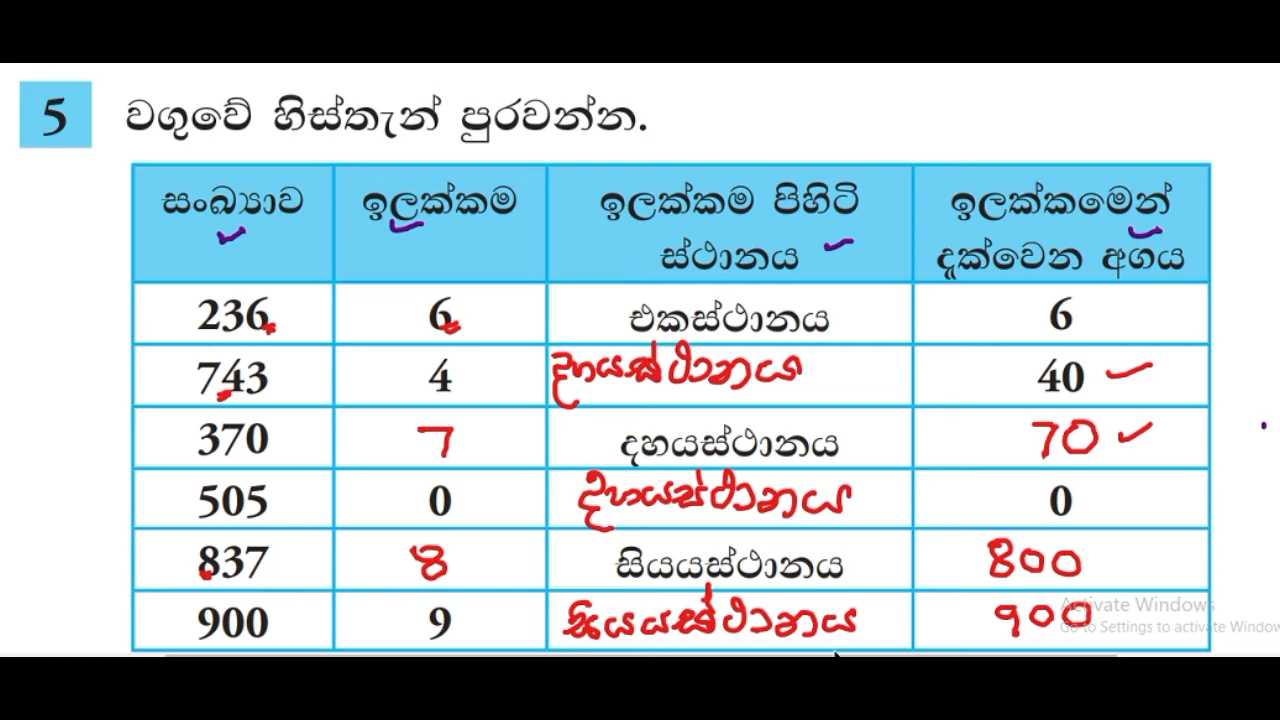 5 වගුවේ හිස්තැන් පුරවන්න.
සංඛ්‍යාව ඉලක්කම ඉලක්කම පිහිටි ස්ථානය ඉලක්කමෙන් දැක්වෙන අගය
236 6 එකස්ථානය 6
743 4 දහයස්ථානය 40
370 7 දහයස්ථානය 70
505 0 දහයස්ථානය 0
837 8 සියයස්ථානය 800
900 9 සියයස්ථානය 900
Activate Windows
Go to Settings to activate Window